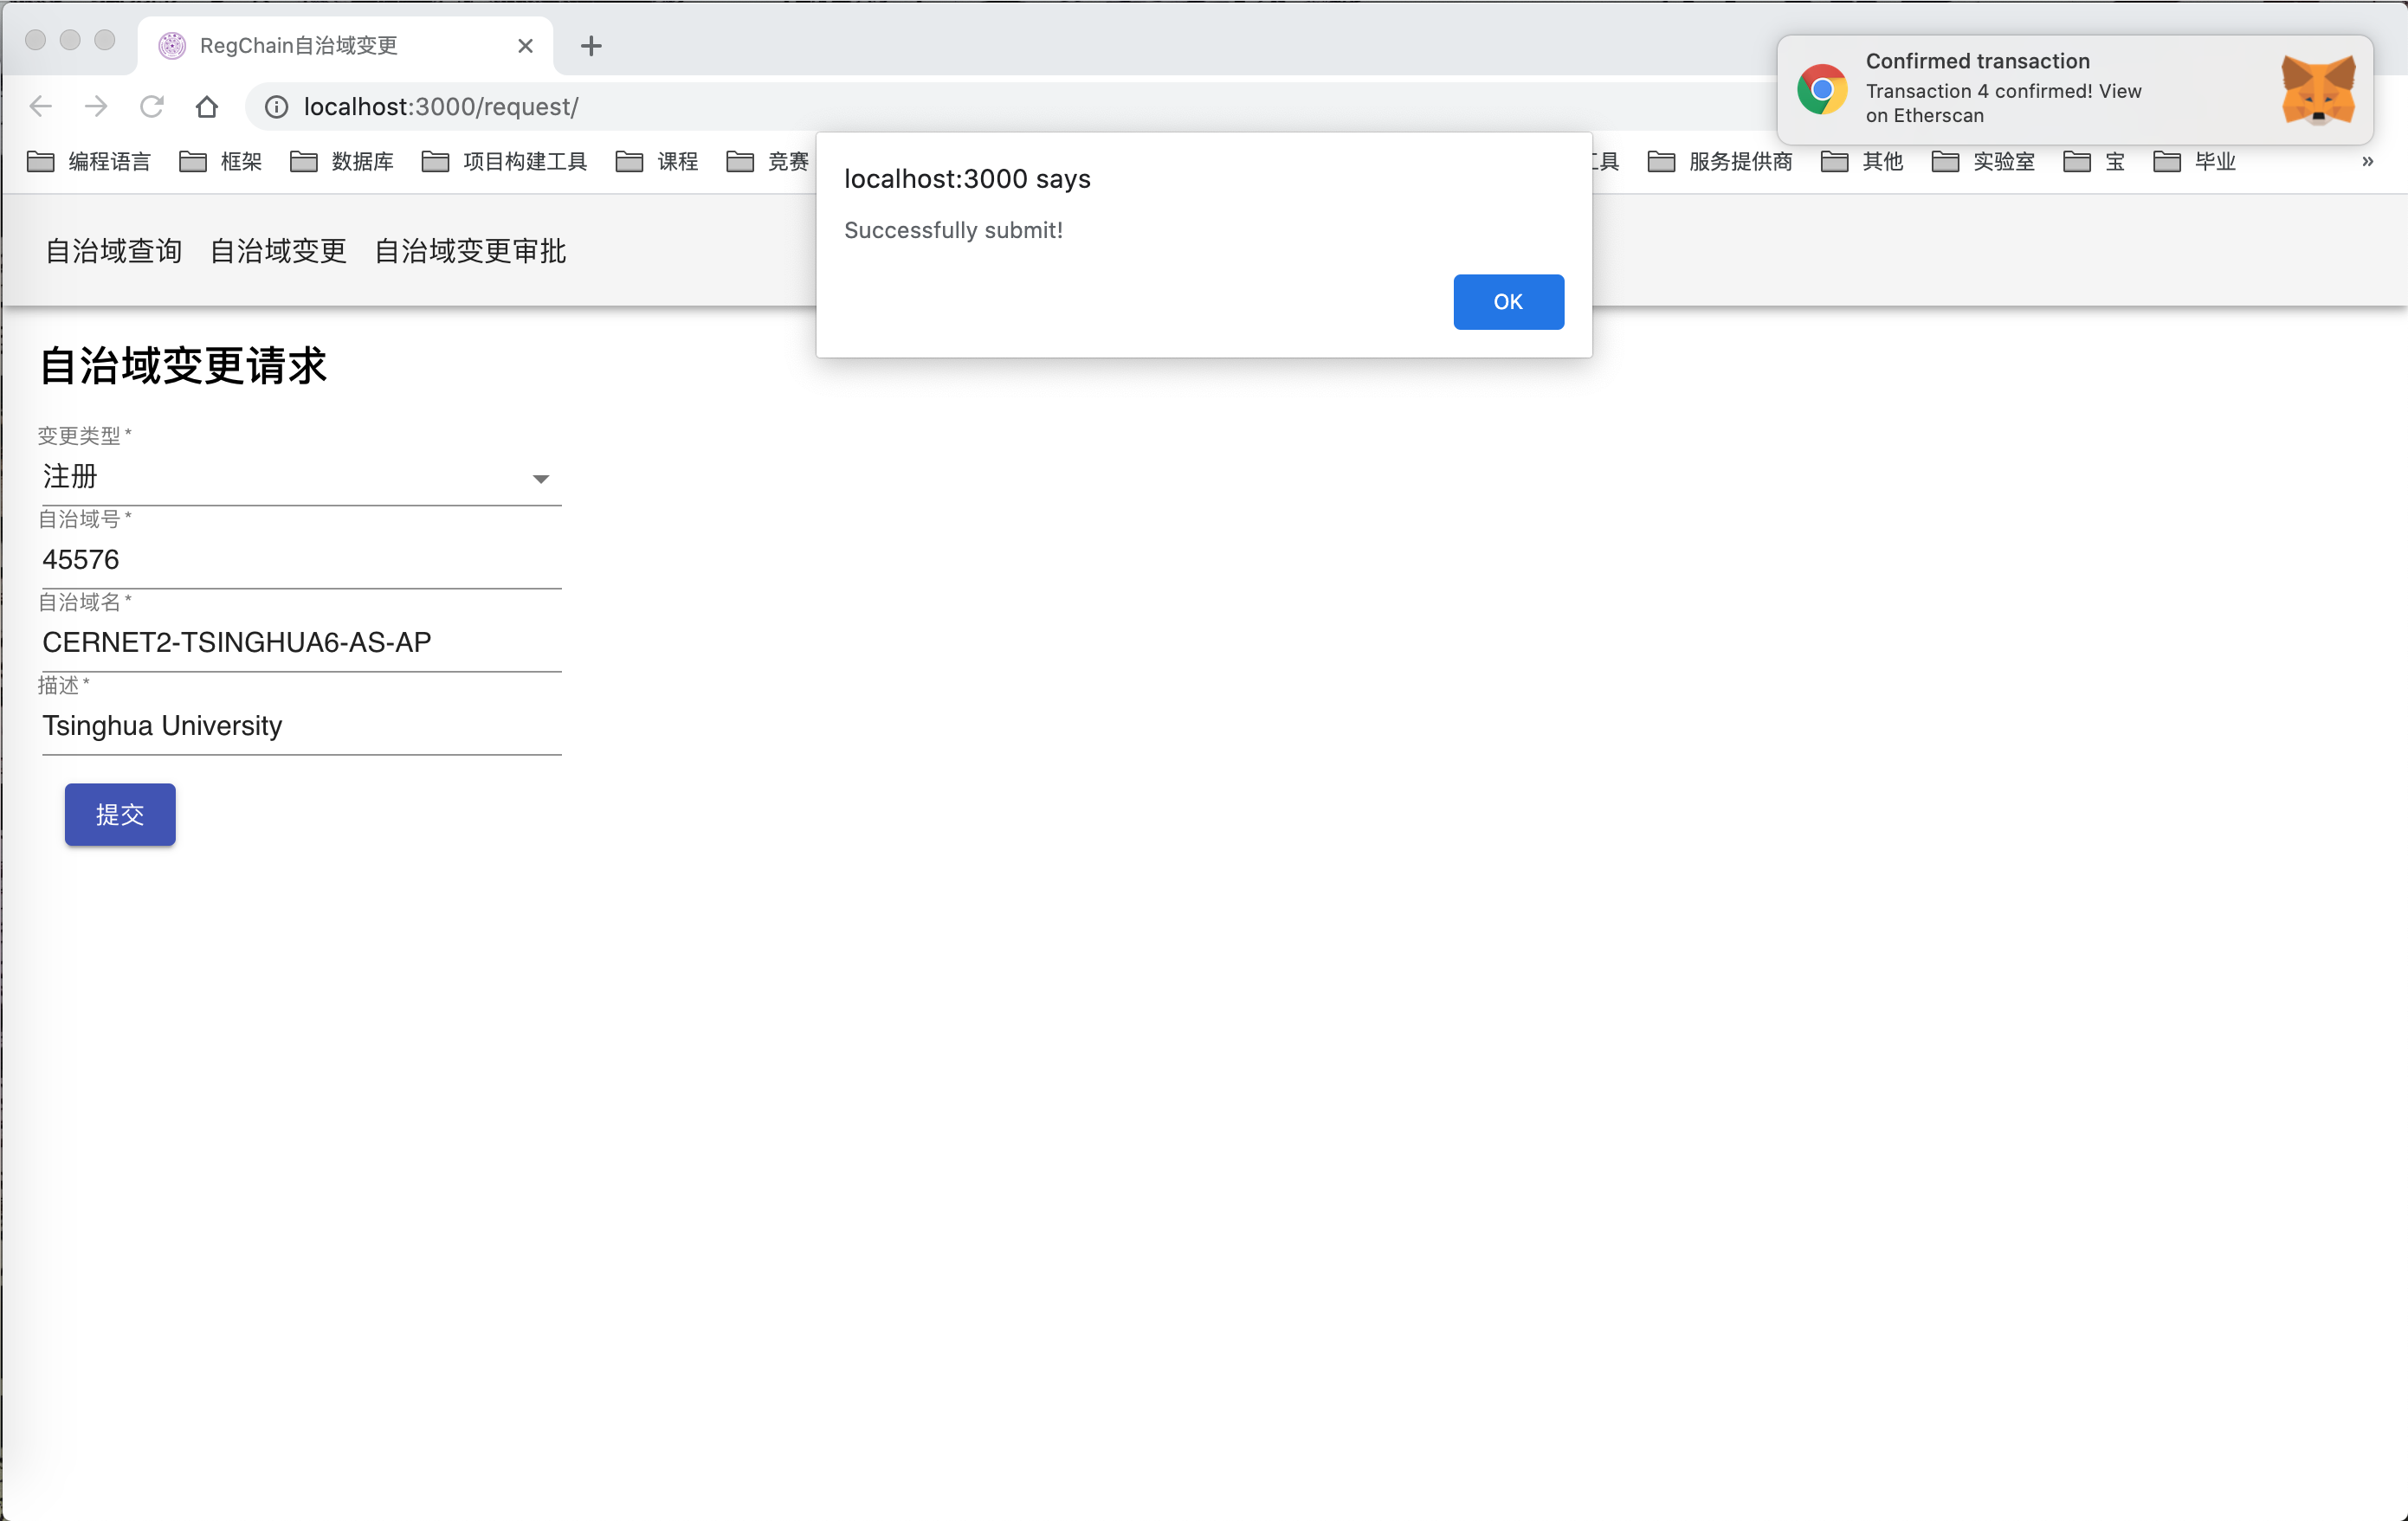 RegChain自治域变更
Confirmed transaction
Transaction 4 confirmed! View
on Etherscan
localhost:3000/request/
编程语言 框架 数据库 项目构建工具 课程 竞赛 具 服务提供商 其他 实验室 宝 毕业 »
localhost:3000 says
Successfully submit!
OK
自治域查询 自治域变更 自治域变更审批
自治域变更请求
变更类型 *
注册
自治域号 *
45576
自治域名 *
CERNET2-TSINGHUA6-AS-AP
描述 *
Tsinghua University
提交